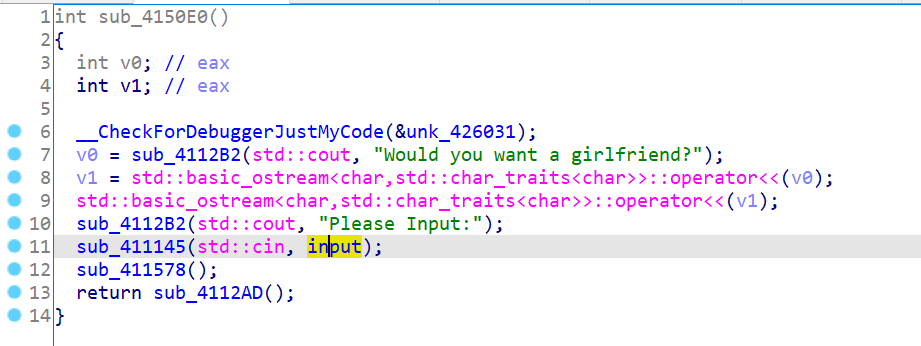 1 int sub_4150E0()
2 {
3   int v0; // eax
4   int v1; // eax
5
6   __CheckForDebuggerJustMyCode(&unk_426031);
7   v0 = sub_4112B2(std::cout, "Would you want a girlfriend?");
8   v1 = std::basic_ostream<char,std::char_traits<char>>::operator<<(v0);
9   std::basic_ostream<char,std::char_traits<char>>::operator<<(v1);
10   sub_4112B2(std::cout, "Please Input:");
11   sub_411145(std::cin, input);
12   sub_411578();
13   return sub_4112AD();
14 }